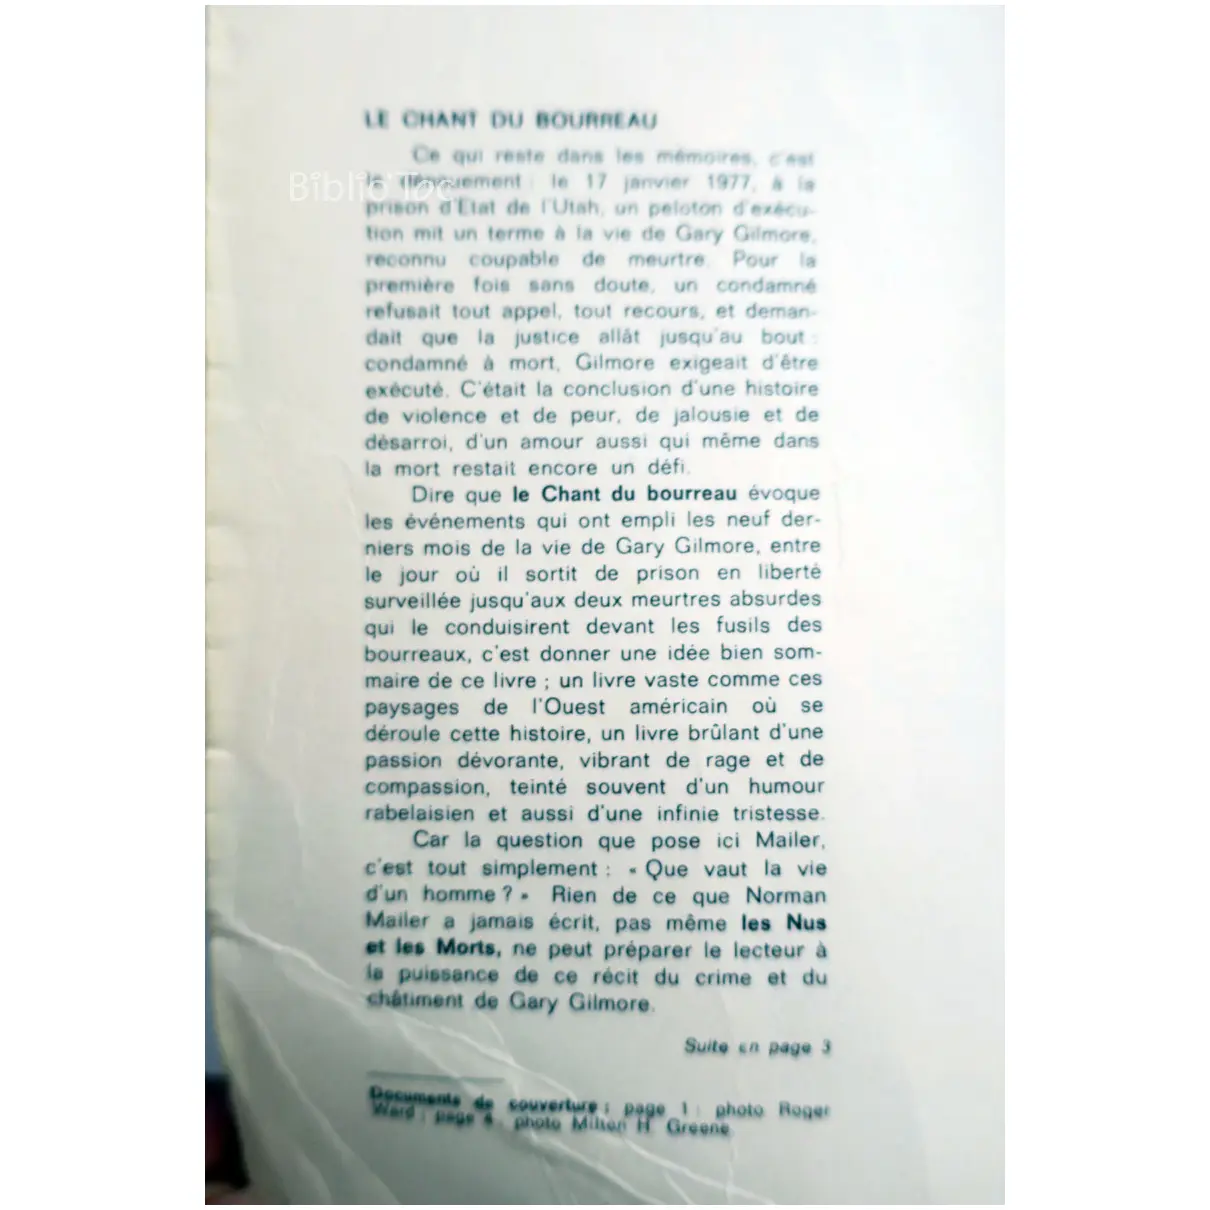 LE CHANT DU BOURREAU
Ce qui reste dans les mémoires, c'est
le dénouement : le 17 janvier 1977, à la
Biblio'Toc
prison d'État de l'Utah, un peloton d'exécu-
tion mit un terme à la vie de Gary Gilmore,
reconnu coupable de meurtre. Pour la
première fois sans doute, un condamné
refusait tout appel, tout recours, et deman-
dait que la justice allât jusqu'au bout :
condamné à mort, Gilmore exigeait d'être
exécuté. C'était la conclusion d'une histoire
de violence et de peur, de jalousie et de
désarroi, d'un amour aussi qui même dans
la mort restait encore un défi.
Dire que le Chant du bourreau évoque
les événements qui ont empli les neuf der-
niers mois de la vie de Gary Gilmore, entre
le jour où il sortit de prison en liberté
surveillée jusqu'aux deux meurtres absurdes
qui le conduisirent devant les fusils des
bourreaux, c'est donner une idée bien som-
maire de ce livre ; un livre vaste comme ces
paysages de l'Ouest américain où se
déroule cette histoire, un livre brûlant d'une
passion dévorante, vibrant de rage et de
compassion, teinté souvent d'un humour
rabelaisien et aussi d'une infinie tristesse.
Car la question que pose ici Mailer,
c'est tout simplement : « Que vaut la vie
d'un homme ? » Rien de ce que Norman
Mailer a jamais écrit, pas même les Nus
et les Morts, ne peut préparer le lecteur à
la puissance de ce récit du crime et du
châtiment de Gary Gilmore.
Suite en page 3
Documents de couverture : page 1 : photo Roger
Ward ; page 4 : photo Milton H. Greene.